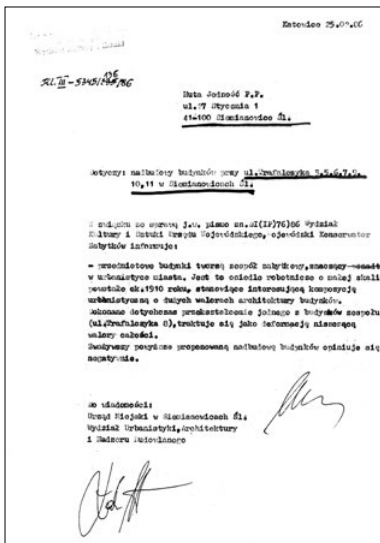 Katowice 25.09.86
KL.III-5345/ /86
Huta Jedność P.P.
ul.27 Stycznia 1
41-100 Siemianowice Śl.
Dotyczy: nadbudowy budynków przy ul.Trafalczyka 3,5,6,7,9,
10,11 w Siemianowicach Śl.
W związku ze sprawą j.w. pismo zn. (IP)76/86 Wydział
Kultury i Sztuki Urzędu Wojewódzkiego, Wojewódzki Konserwator
Zabytków informuje:
- przedmiotowe budynki tworzą zespół zabytkowy, znaczący
w urbanistyce miasta. Jest to osiedle robotnicze o małej skali
powstałe ok.1910 roku, stanowiące interesującą kompozycję
urbanistyczną o dużych walorach architektury budynków.
Dokonane dotychczas przekształcenie jednego z budynków zespołu
(ul.Trafalczyka 8), traktuje się jako deformację niszczącą
walory całości.
Zważywszy powyższe proponowaną nadbudowę budynków opiniuje się
negatywnie.
Do wiadomości:
Urząd Miejski w Siemianowicach Śl.
Wydział Urbanistyki, Architektury
i Nadzoru Budowlanego